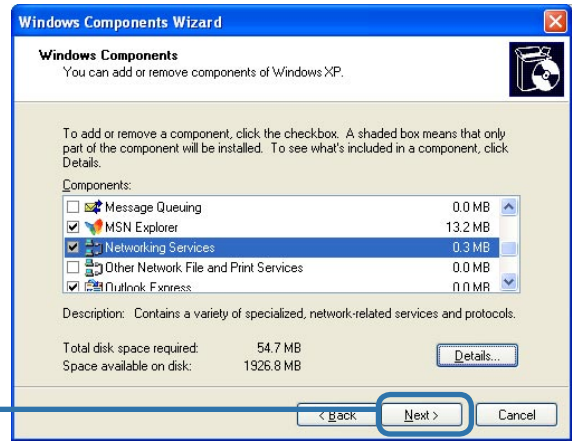 Windows Components Wizard
Windows Components
You can add or remove components of Windows XP.
To add or remove a component, click the checkbox. A shaded box means that only
part of the component will be installed. To see what's included in a component, click
Details.
Components:
Message Queuing 0.0 MB
MSN Explorer 13.2 MB
Networking Services 0.3 MB
Other Network File and Print Services 0.0 MB
Outlook Express 0.0 MB
Description: Contains a variety of specialized, network-related services and protocols.
Total disk space required: 54.7 MB
Space available on disk: 1926.8 MB
Details...
< Back Next > Cancel